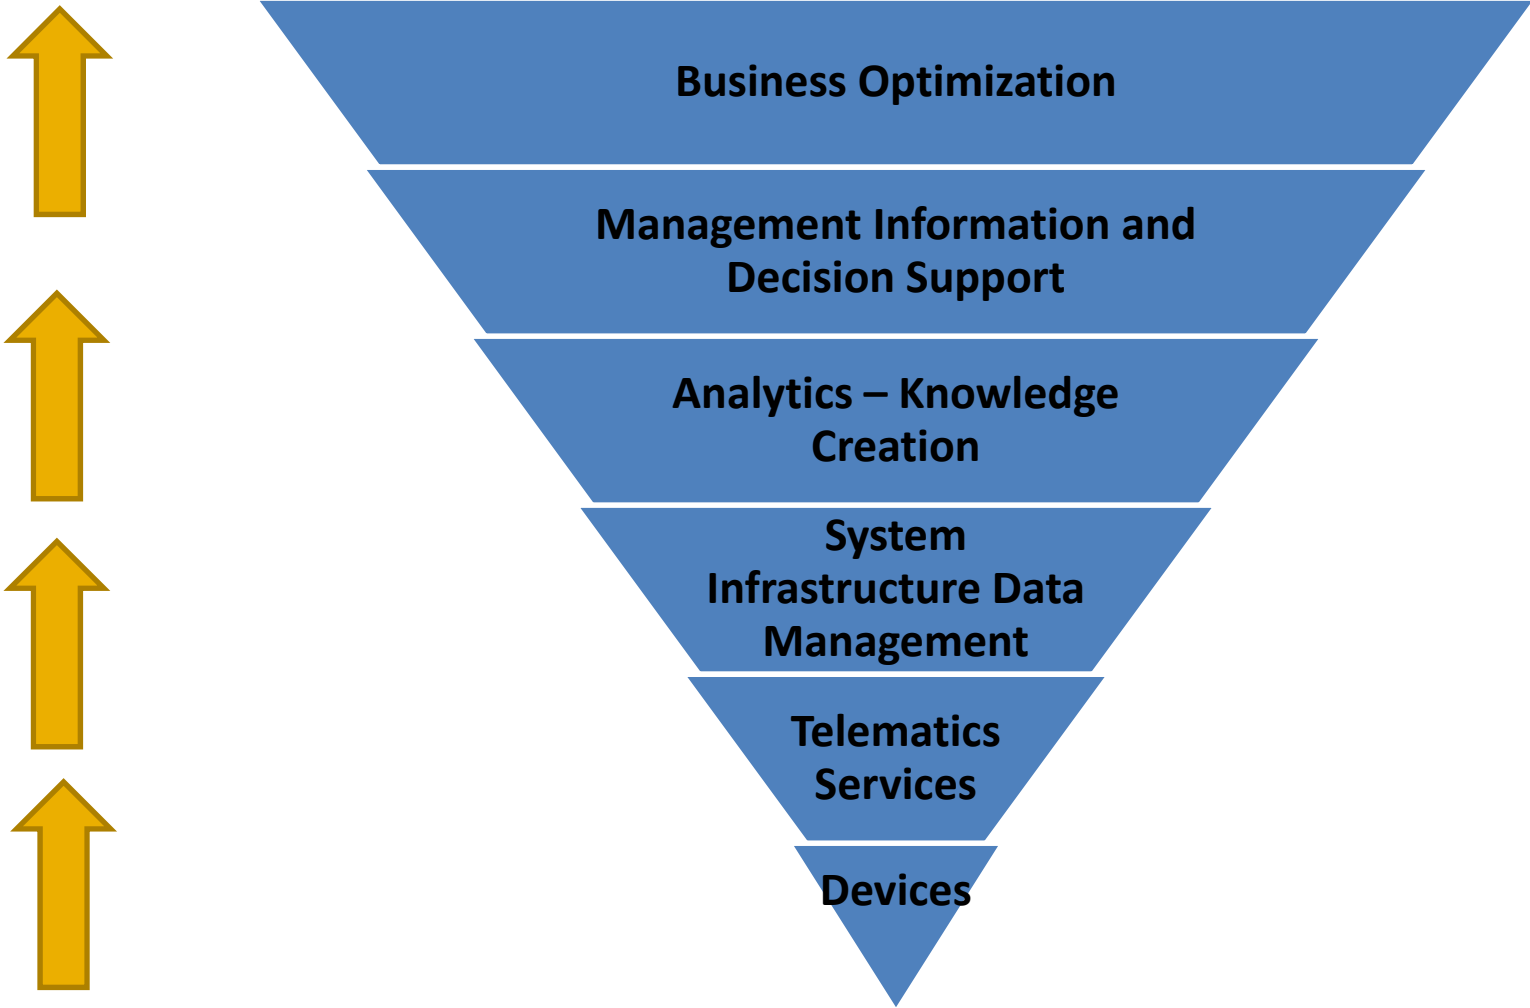 Business Optimization
Management Information and
Decision Support
Analytics – Knowledge
Creation
System
Infrastructure Data
Management
Telematics
Services
Devices